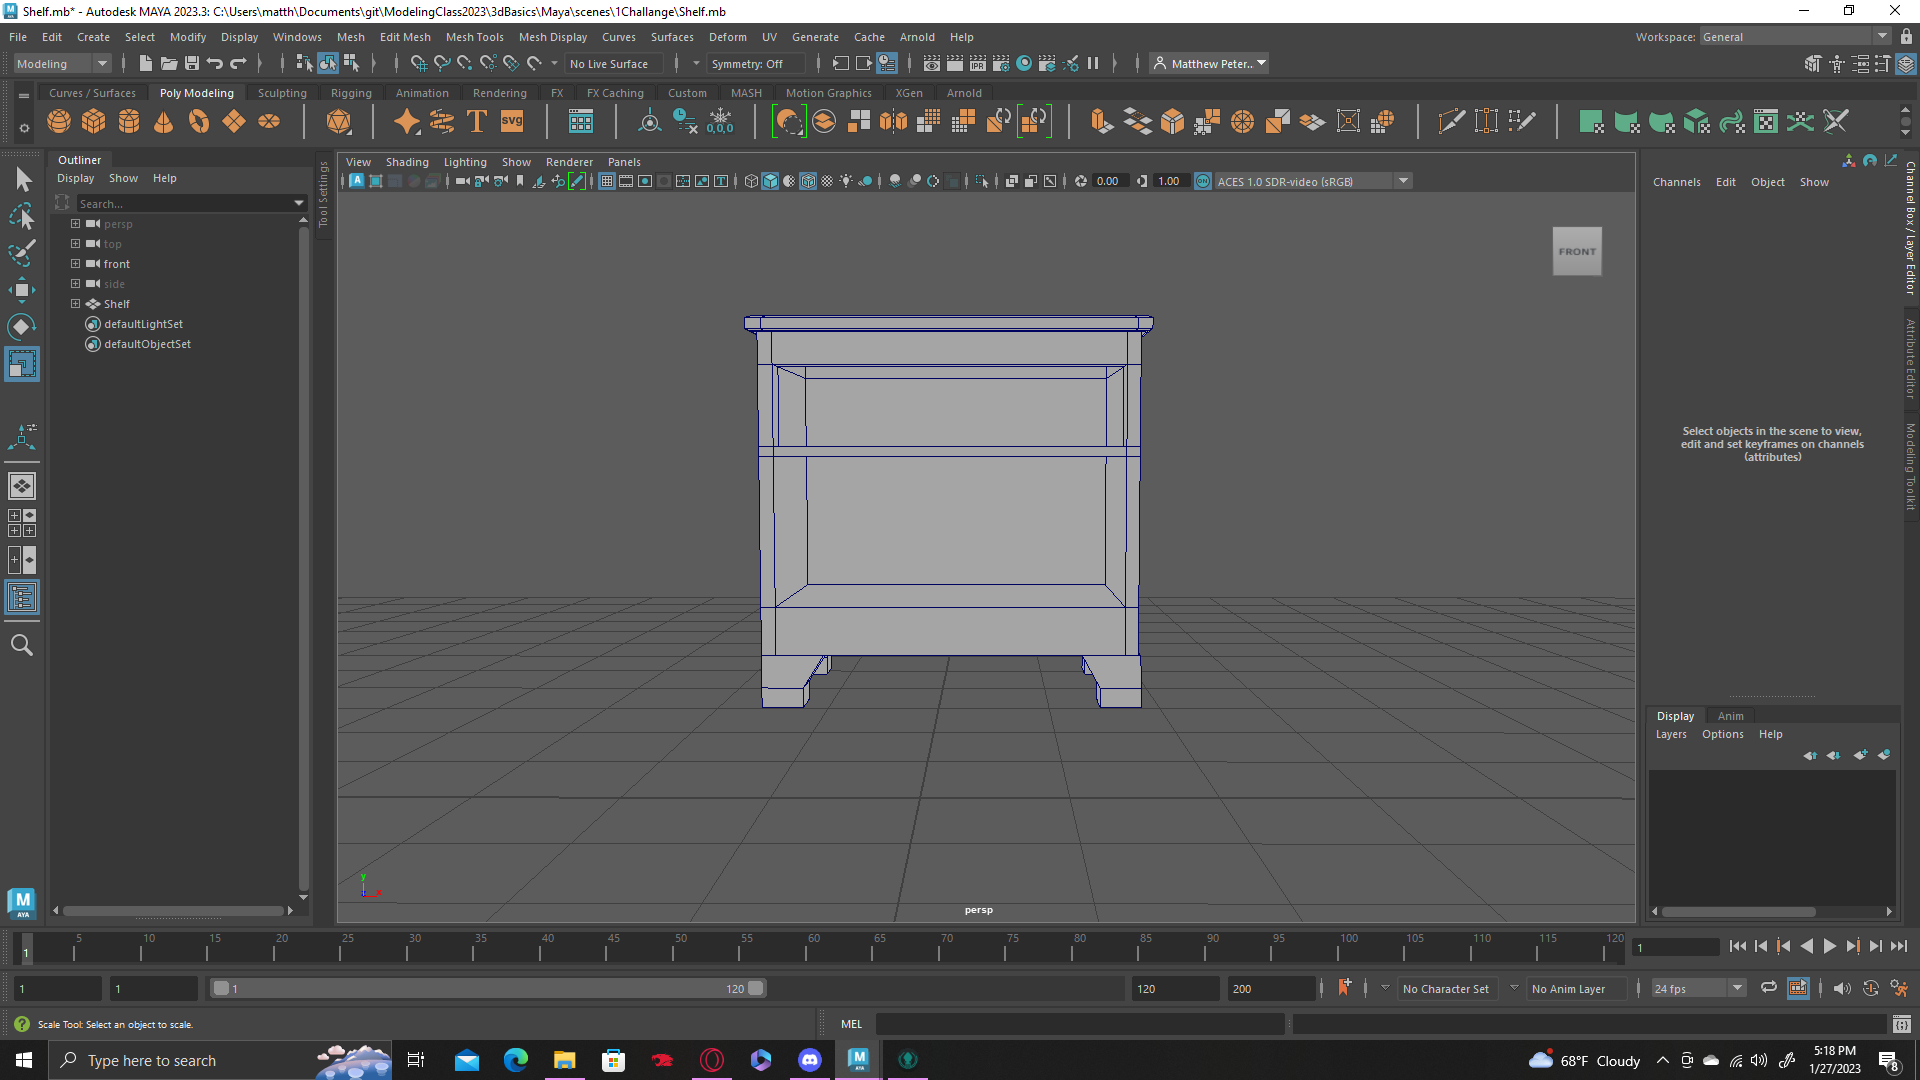 Shelf.mb* - Autodesk MAYA 2023.3: C:\Users\matth\Documents\git\ModelingClass2023\3dBasics\Maya\scenes\1Challange\Shelf.mb
File Edit Create Select Modify Display Windows Mesh Edit Mesh Mesh Tools Mesh Display Curves Surfaces Deform UV Generate Cache Arnold Help
Workspace: General
Modeling
No Live Surface
Symmetry: Off
Matthew Peter..
Curves / Surfaces Poly Modeling Sculpting Rigging Animation Rendering FX FX Caching Custom MASH Motion Graphics XGen Arnold
SVG
0,0,0
IPR
Outliner
Display Show Help
Search...
persp
top
front
side
Shelf
defaultLightSet
defaultObjectSet
Tool Settings
View Shading Lighting Show Renderer Panels
0.00
1.00
ON
ACES 1.0 SDR-video (sRGB)
FRONT
y
x
persp
Channels Edit Object Show
Select objects in the scene to view,
edit and set keyframes on channels
(attributes)
Channel Box / Layer Editor
Attribute Editor
Modeling Toolkit
Display Anim
Layers Options Help
M
AYA
1
5 10 15 20 25 30 35 40 45 50 55 60 65 70 75 80 85 90 95 100 105 110 115 120
1
1
1
1
120
120
200
No Character Set
No Anim Layer
24 fps
Scale Tool: Select an object to scale.
MEL
Type here to search
68°F Cloudy
5:18 PM
1/27/2023
8